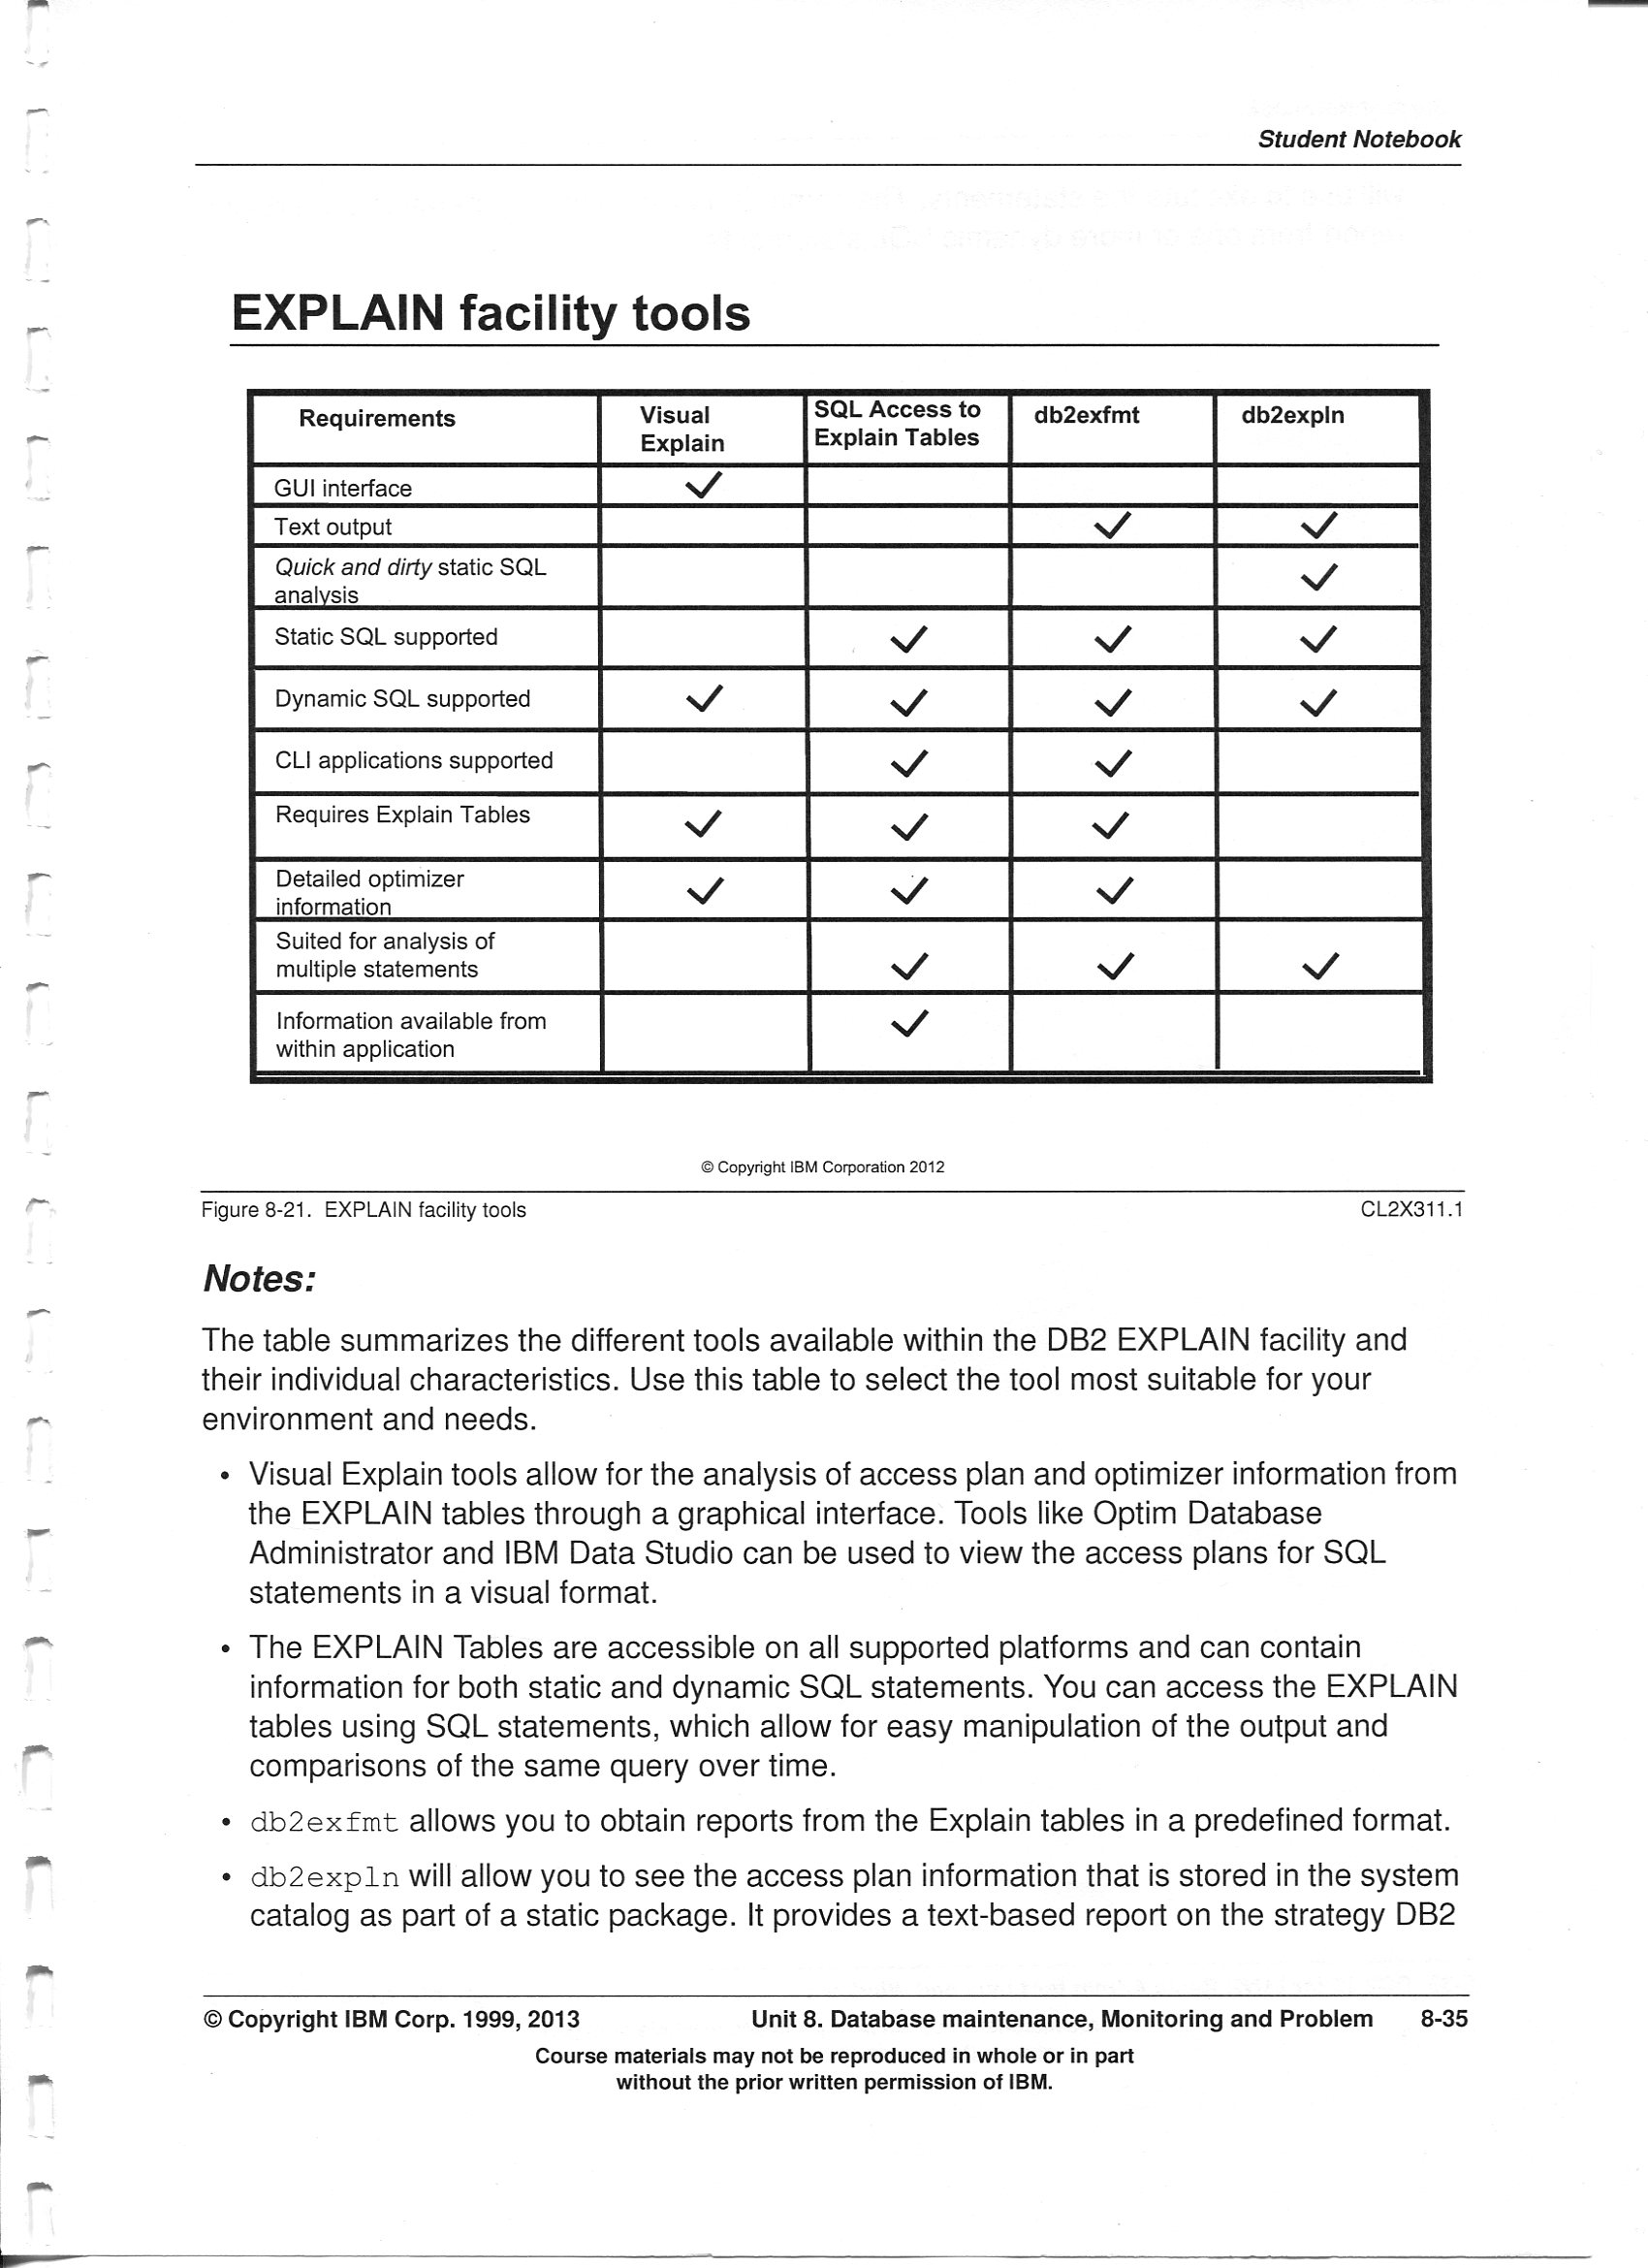 Student Notebook
EXPLAIN facility tools
Requirements Visual Explain SQL Access to Explain Tables db2exfmt db2expln
GUI interface ✓
Text output ✓ ✓
Quick and dirty static SQL analysis ✓
Static SQL supported ✓ ✓ ✓
Dynamic SQL supported ✓ ✓ ✓ ✓
CLI applications supported ✓ ✓
Requires Explain Tables ✓ ✓ ✓
Detailed optimizer information ✓ ✓ ✓
Suited for analysis of multiple statements ✓ ✓ ✓
Information available from within application ✓
© Copyright IBM Corporation 2012
Figure 8-21. EXPLAIN facility tools CL2X311.1
Notes:
The table summarizes the different tools available within the DB2 EXPLAIN facility and
their individual characteristics. Use this table to select the tool most suitable for your
environment and needs.
• Visual Explain tools allow for the analysis of access plan and optimizer information from
the EXPLAIN tables through a graphical interface. Tools like Optim Database
Administrator and IBM Data Studio can be used to view the access plans for SQL
statements in a visual format.
• The EXPLAIN Tables are accessible on all supported platforms and can contain
information for both static and dynamic SQL statements. You can access the EXPLAIN
tables using SQL statements, which allow for easy manipulation of the output and
comparisons of the same query over time.
• db2exfmt allows you to obtain reports from the Explain tables in a predefined format.
• db2expln will allow you to see the access plan information that is stored in the system
catalog as part of a static package. It provides a text-based report on the strategy DB2
© Copyright IBM Corp. 1999, 2013 Unit 8. Database maintenance, Monitoring and Problem 8-35
Course materials may not be reproduced in whole or in part
without the prior written permission of IBM.